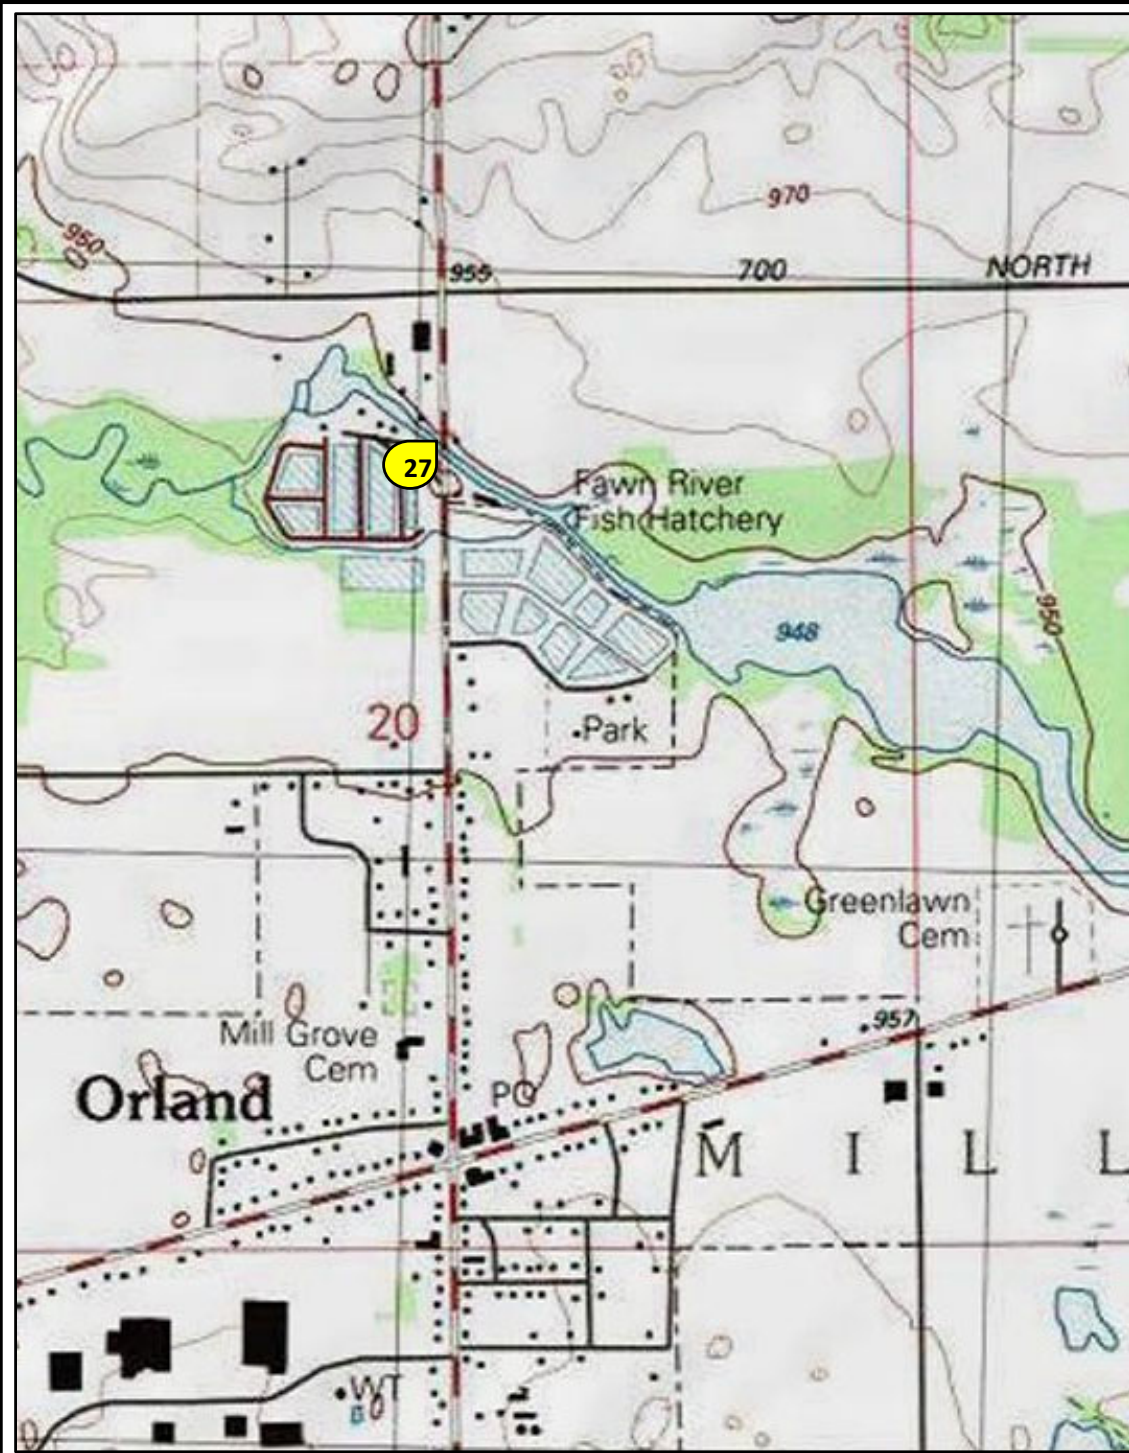 970
950
955
700
NORTH
27
Fawn River
Fish Hatchery
948
950
20
Park
Greenlawn
Cem
957
Mill Grove
Cem
Orland
PO
M I L L
WT